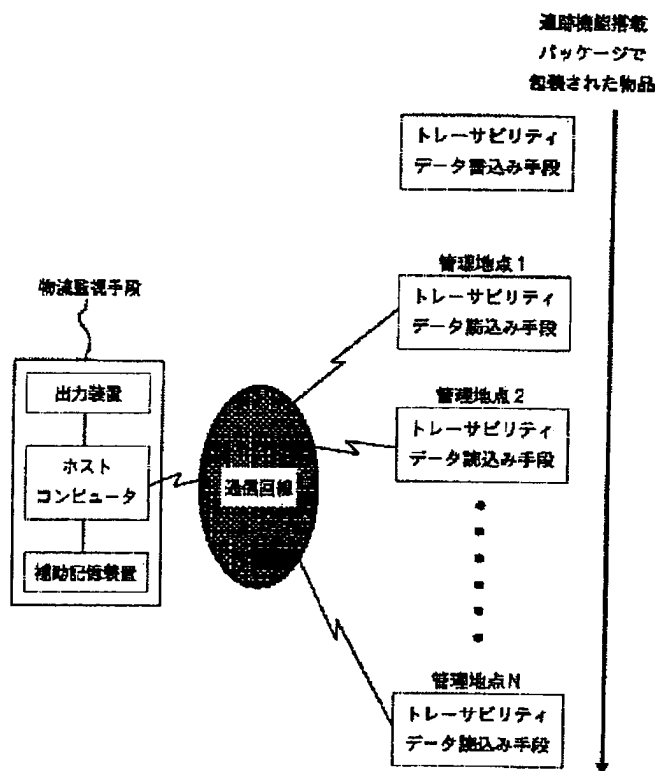 追跡機能搭載
パッケージで
包装された物品
トレーサビリティ
データ書込み手段
管理地点1
トレーサビリティ
データ読込み手段
物流監視手段
出力装置
ホスト
コンピュータ
補助記憶装置
通信回線
管理地点2
トレーサビリティ
データ読込み手段
管理地点N
トレーサビリティ
データ読込み手段